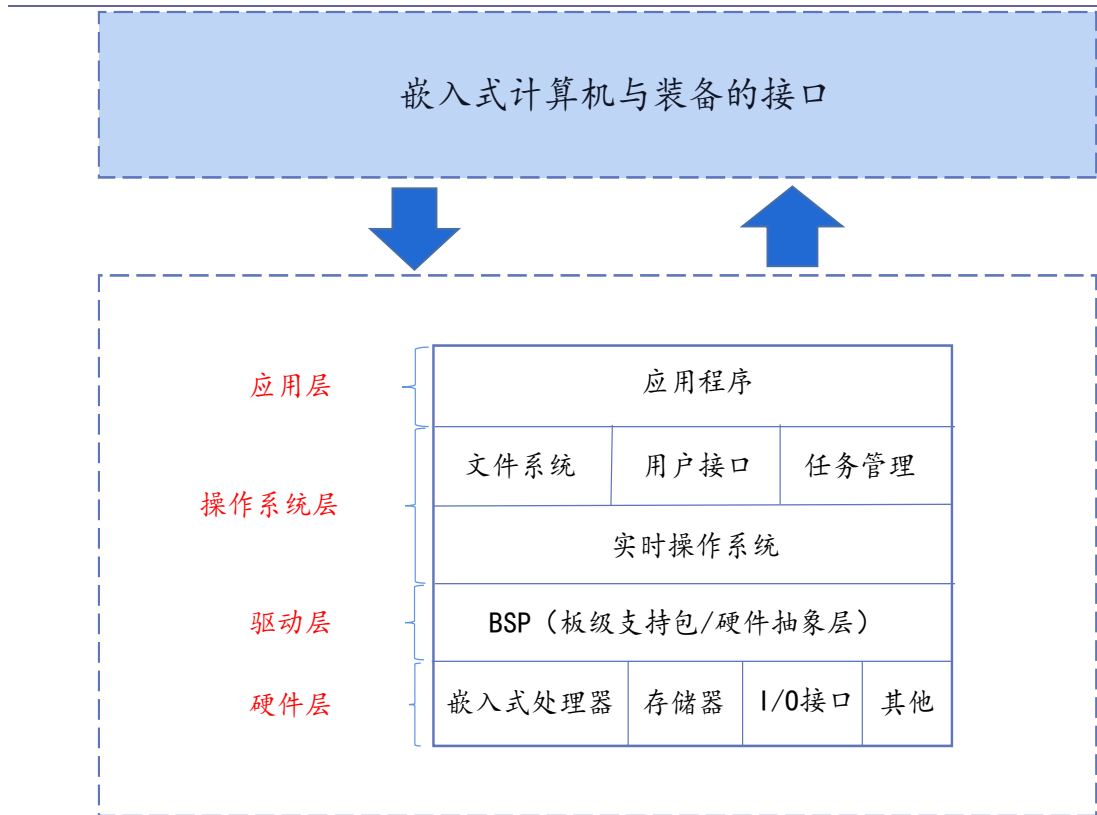 嵌入式计算机与装备的接口
应用层
应用程序
操作系统层
文件系统 用户接口 任务管理
实时操作系统
驱动层
BSP（板级支持包/硬件抽象层）
硬件层
嵌入式处理器 存储器 I/O接口 其他